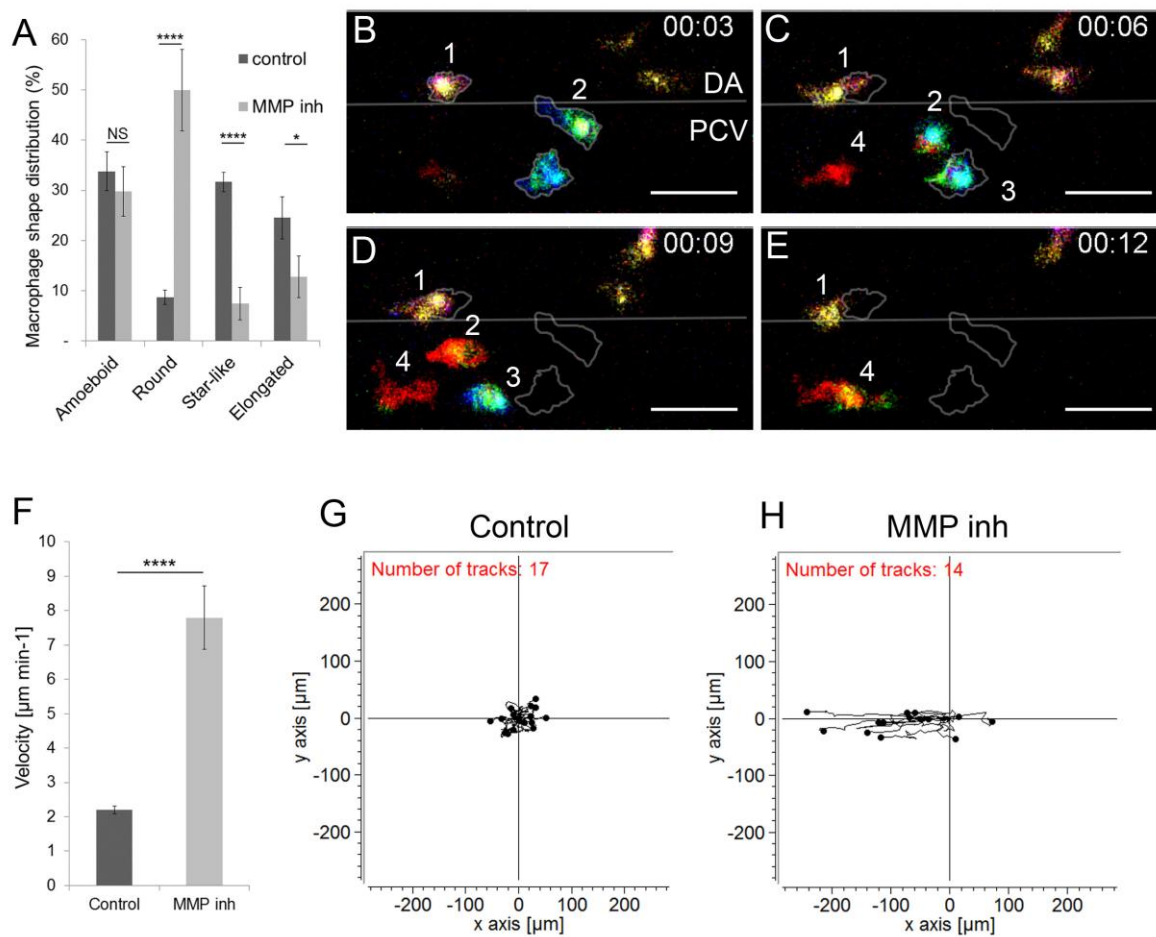 A
60
50
40
30
20
10
-
Macrophage shape distribution (%)
NS
****
****
*
control
MMP inh
Amoeboid
Round
Star-like
Elongated
B
00:03
1
2
DA
PCV
C
00:06
1
2
4
3
D
00:09
1
2
4
3
E
00:12
1
4
F
10
9
8
7
6
5
4
3
2
1
0
Velocity [µm min-1]
****
Control
MMP inh
G
Control
Number of tracks: 17
200
100
0
-100
-200
y axis [µm]
-200 -100 0 100 200
x axis [µm]
H
MMP inh
Number of tracks: 14
200
100
0
-100
-200
y axis [µm]
-200 -100 0 100 200
x axis [µm]